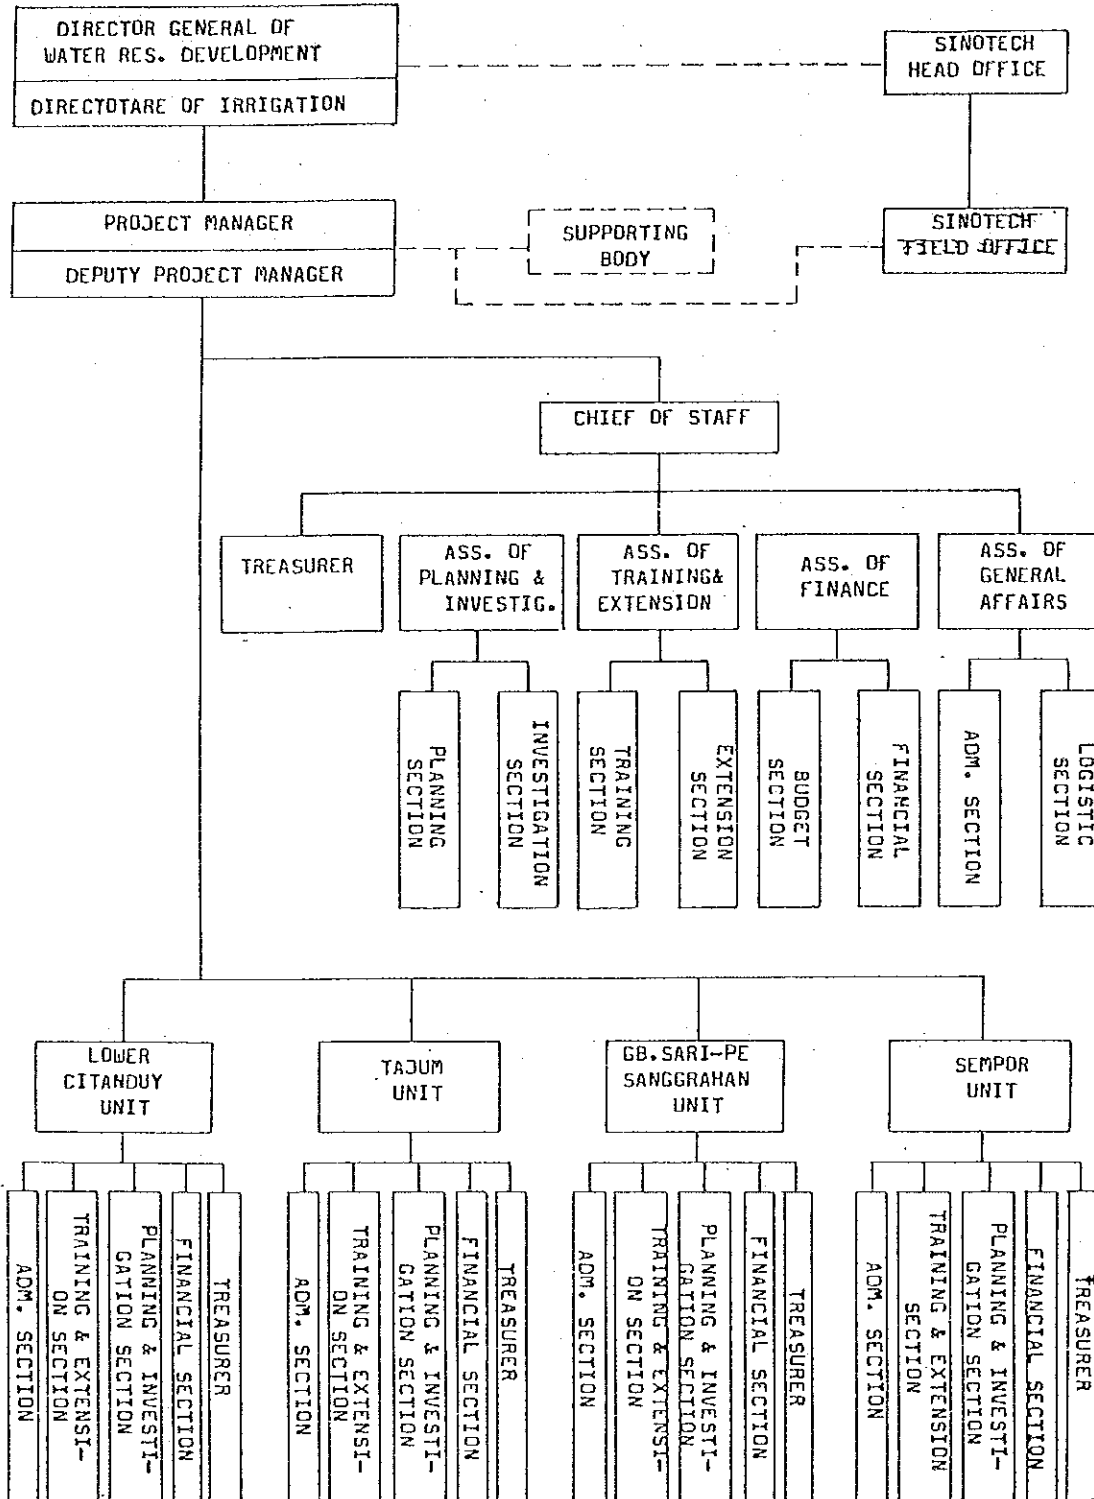 DIRECTOR GENERAL OF
WATER RES. DEVELOPMENT
DIRECTOTARE OF IRRIGATION
SINOTECH
HEAD OFFICE
PROJECT MANAGER
DEPUTY PROJECT MANAGER
SUPPORTING
BODY
SINOTECH
FIELD OFFICE
CHIEF OF STAFF
TREASURER
ASS. OF
PLANNING &
INVESTIG.
ASS. OF
TRAINING&
EXTENSION
ASS. OF
FINANCE
ASS. OF
GENERAL
AFFAIRS
PLANNING
SECTION
INVESTIGATION
SECTION
TRAINING
SECTION
EXTENSION
SECTION
BUDGET
SECTION
FINANCIAL
SECTION
ADM. SECTION
LOGISTIC
SECTION
LOWER
CITANDUY
UNIT
TAJUM
UNIT
GB.SARI-PE
SANGGRAHAN
UNIT
SEMPOR
UNIT
ADM. SECTION
TRAINING & EXTENSI-
ON SECTION
PLANNING & INVESTI-
GATION SECTION
FINANCIAL SECTION
TREASURER
ADM. SECTION
TRAINING & EXTENSI-
ON SECTION
PLANNING & INVESTI-
GATION SECTION
FINANCIAL SECTION
TREASURER
ADM. SECTION
TRAINING & EXTENSI-
ON SECTION
PLANNING & INVESTI-
GATION SECTION
FINANCIAL SECTION
TREASURER
ADM. SECTION
TRAINING & EXTENSION
SECTION
PLANNING & INVESTI-
GATION SECTION
FINANCIAL SECTION
TREASURER